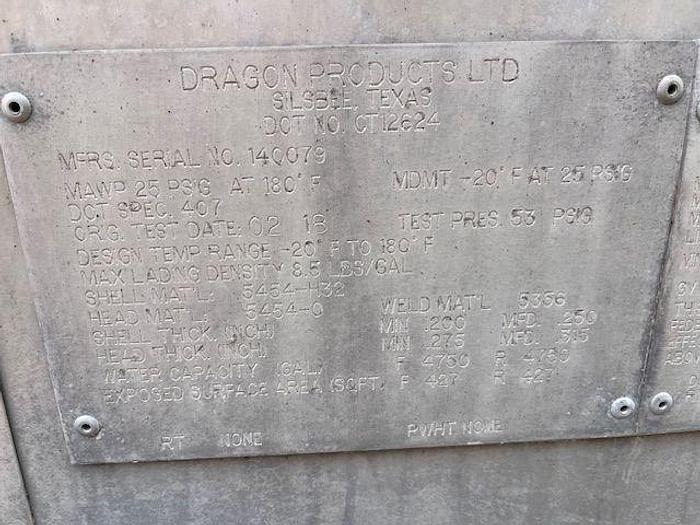 DRAGON PRODUCTS LTD
SILSBEE, TEXAS
DOT NO. CT12624
MFRS. SERIAL NO. 140079
MAWP 25 PSIG AT 180° F MDMT -20° F AT 25 PSIG
DOT SPEC. 407
ORIG. TEST DATE: 02 18 TEST PRES. 53 PSIG
DESIGN TEMP RANGE -20° F TO 180° F
MAX LADING DENSITY 8.5 LBS/GAL
SHELL MAT'L: 5454-H32 WELD MAT'L 5356
HEAD MAT'L: 5454-O
SHELL THICK. (INCH) MIN .200 MFD. .250
HEAD THICK. (INCH) MIN .275 MFD. .315
WATER CAPACITY (GAL) F 4750 R 4750
EXPOSED SURFACE AREA (SQFT) F 427 R 427
RT NONE PWHT NONE